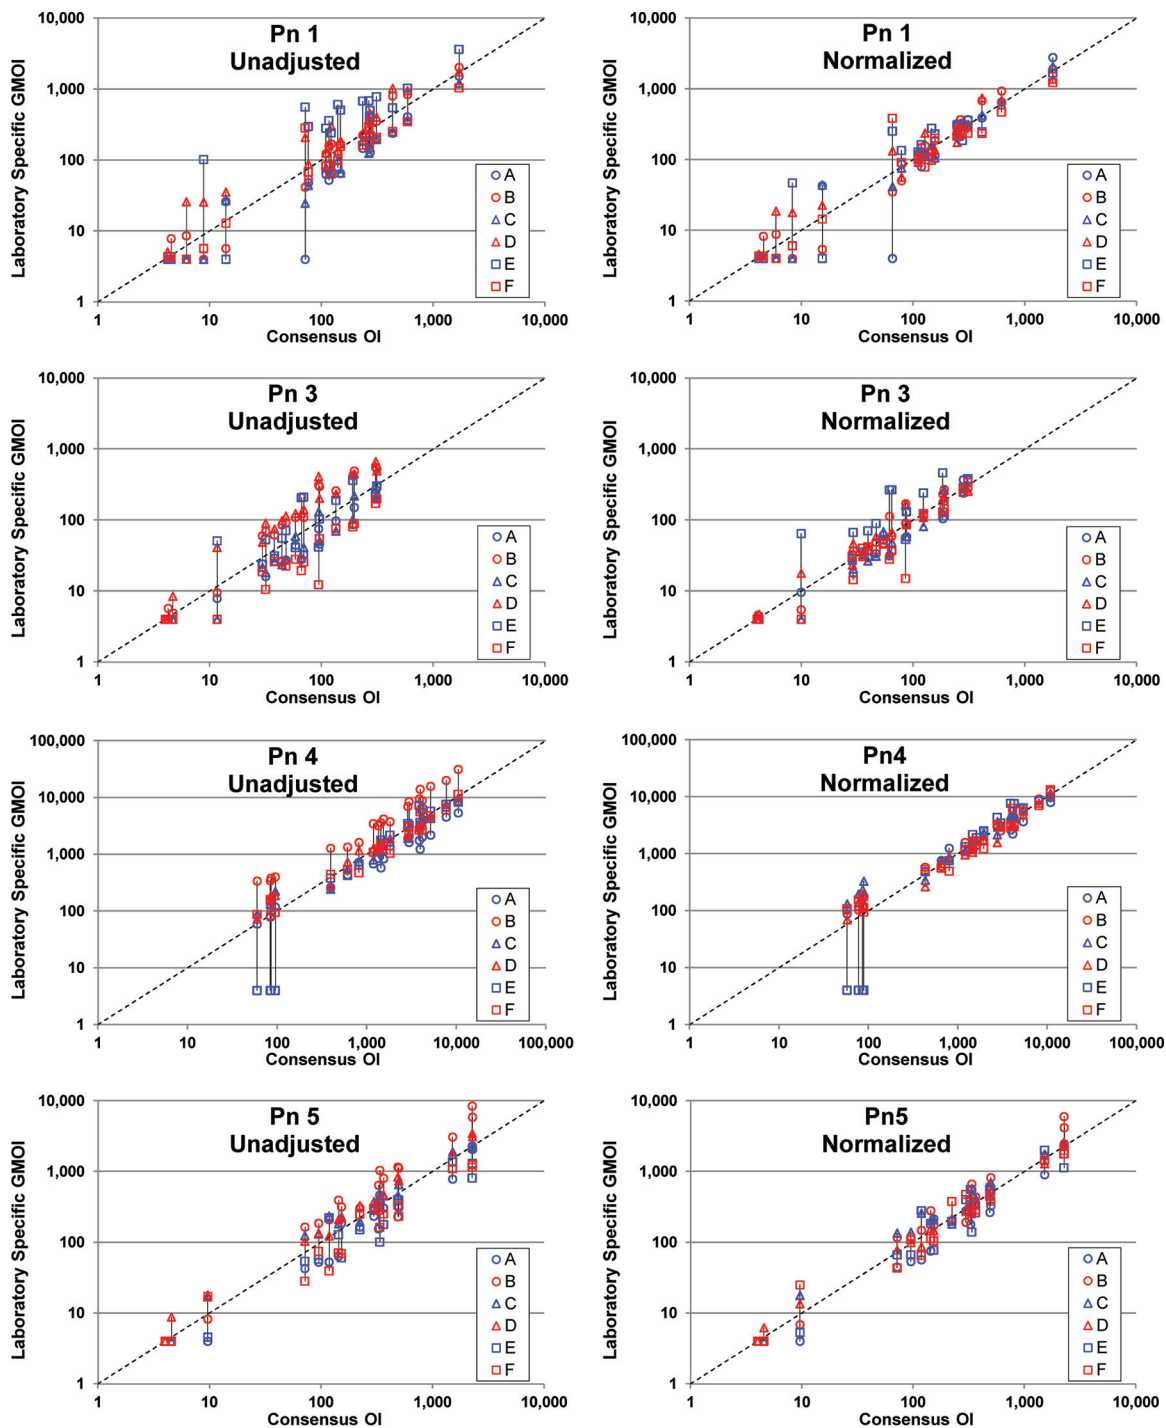 Pn 1
Unadjusted
Laboratory Specific GMOI
10,000
1,000
100
10
1
1 10 100 1,000 10,000
Consensus OI
A
B
C
D
E
F
Pn 1
Normalized
Laboratory Specific GMOI
10,000
1,000
100
10
1
1 10 100 1,000 10,000
Consensus OI
A
B
C
D
E
F
Pn 3
Unadjusted
Laboratory Specific GMOI
10,000
1,000
100
10
1
1 10 100 1,000 10,000
Consensus OI
A
B
C
D
E
F
Pn 3
Normalized
Laboratory Specific GMOI
10,000
1,000
100
10
1
1 10 100 1,000 10,000
Consensus OI
A
B
C
D
E
F
Pn 4
Unadjusted
Laboratory Specific GMOI
100,000
10,000
1,000
100
10
1
1 10 100 1,000 10,000 100,000
Consensus OI
A
B
C
D
E
F
Pn4
Normalized
Laboratory Specific GMOI
100,000
10,000
1,000
100
10
1
1 10 100 1,000 10,000 100,000
Consensus OI
A
B
C
D
E
F
Pn 5
Unadjusted
Laboratory Specific GMOI
10,000
1,000
100
10
1
1 10 100 1,000 10,000
Consensus OI
A
B
C
D
E
F
Pn5
Normalized
Laboratory Specific GMOI
10,000
1,000
100
10
1
1 10 100 1,000 10,000
Consensus OI
A
B
C
D
E
F